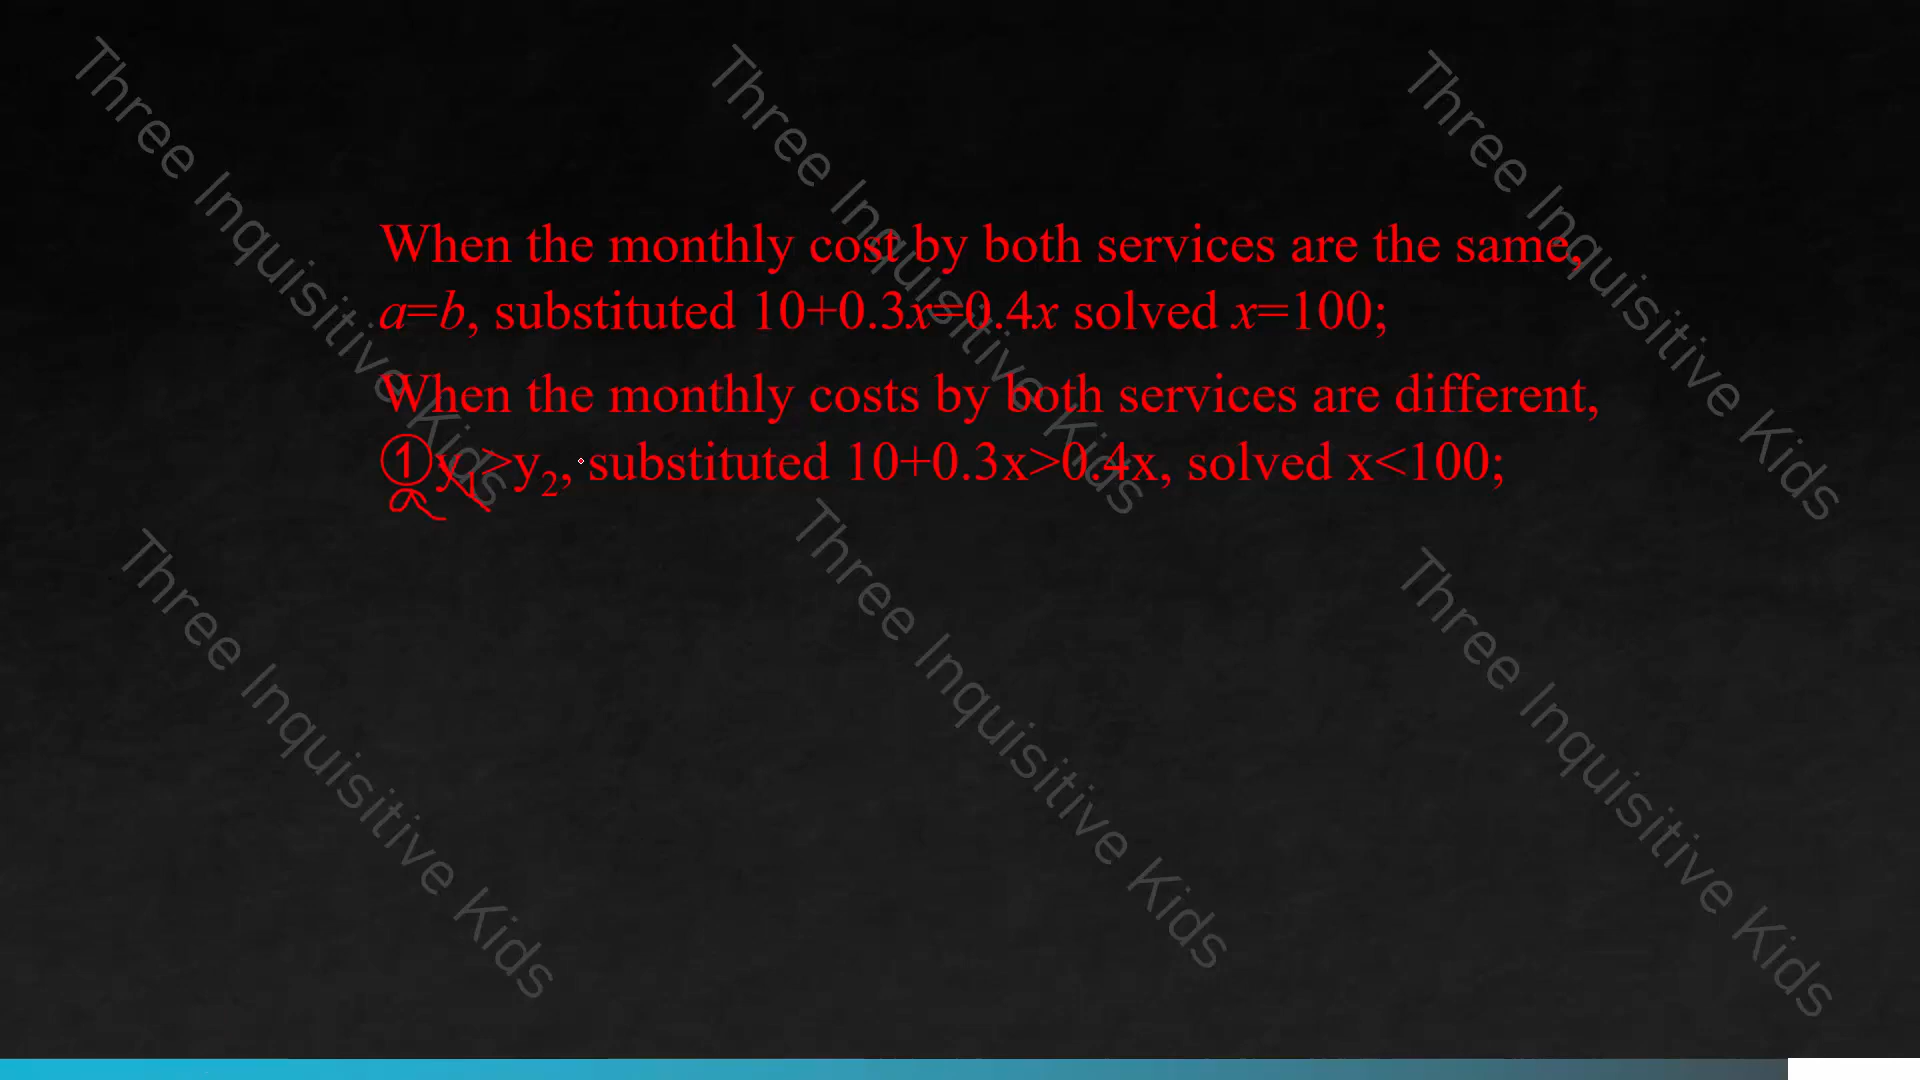 When the monthly cost by both services are the same,
a=b, substituted 10+0.3x=0.4x solved x=100;
When the monthly costs by both services are different,
①y₁>y₂, substituted 10+0.3x>0.4x, solved x<100;
Three Inquisitive Kids
Three Inquisitive Kids
Three Inquisitive Kids
Three Inquisitive Kids
Three Inquisitive Kids
Three Inquisitive Kids